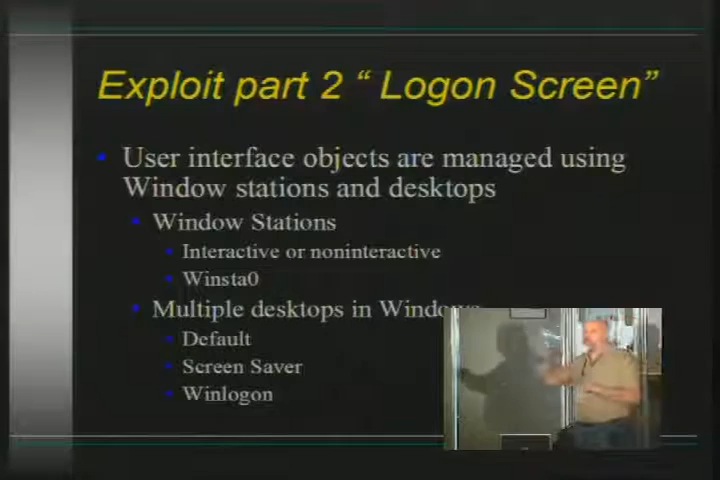 Exploit part 2 “ Logon Screen”
• User interface objects are managed using
Window stations and desktops
• Window Stations
• Interactive or noninteractive
• Winsta0
• Multiple desktops in Windows
• Default
• Screen Saver
• Winlogon